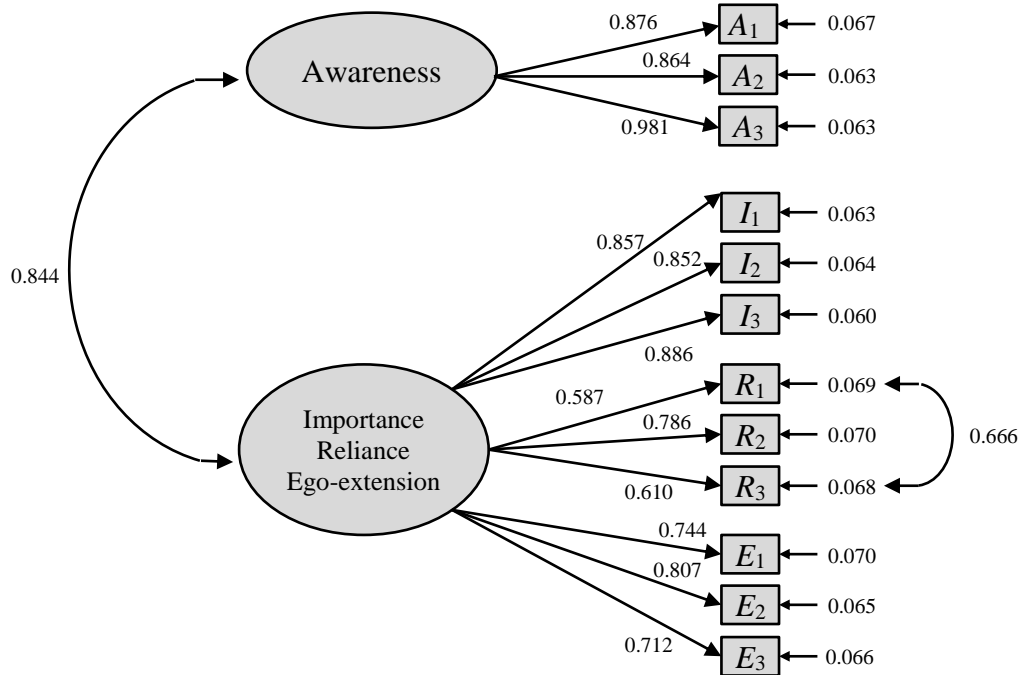 0.876
A1
0.067
Awareness
0.864
A2
0.063
0.981
A3
0.063
0.857
I1
0.063
0.844
0.852
I2
0.064
0.886
I3
0.060
Importance
Reliance
Ego-extension
0.587
R1
0.069
0.786
R2
0.070
0.666
0.610
R3
0.068
0.744
E1
0.070
0.807
E2
0.065
0.712
E3
0.066